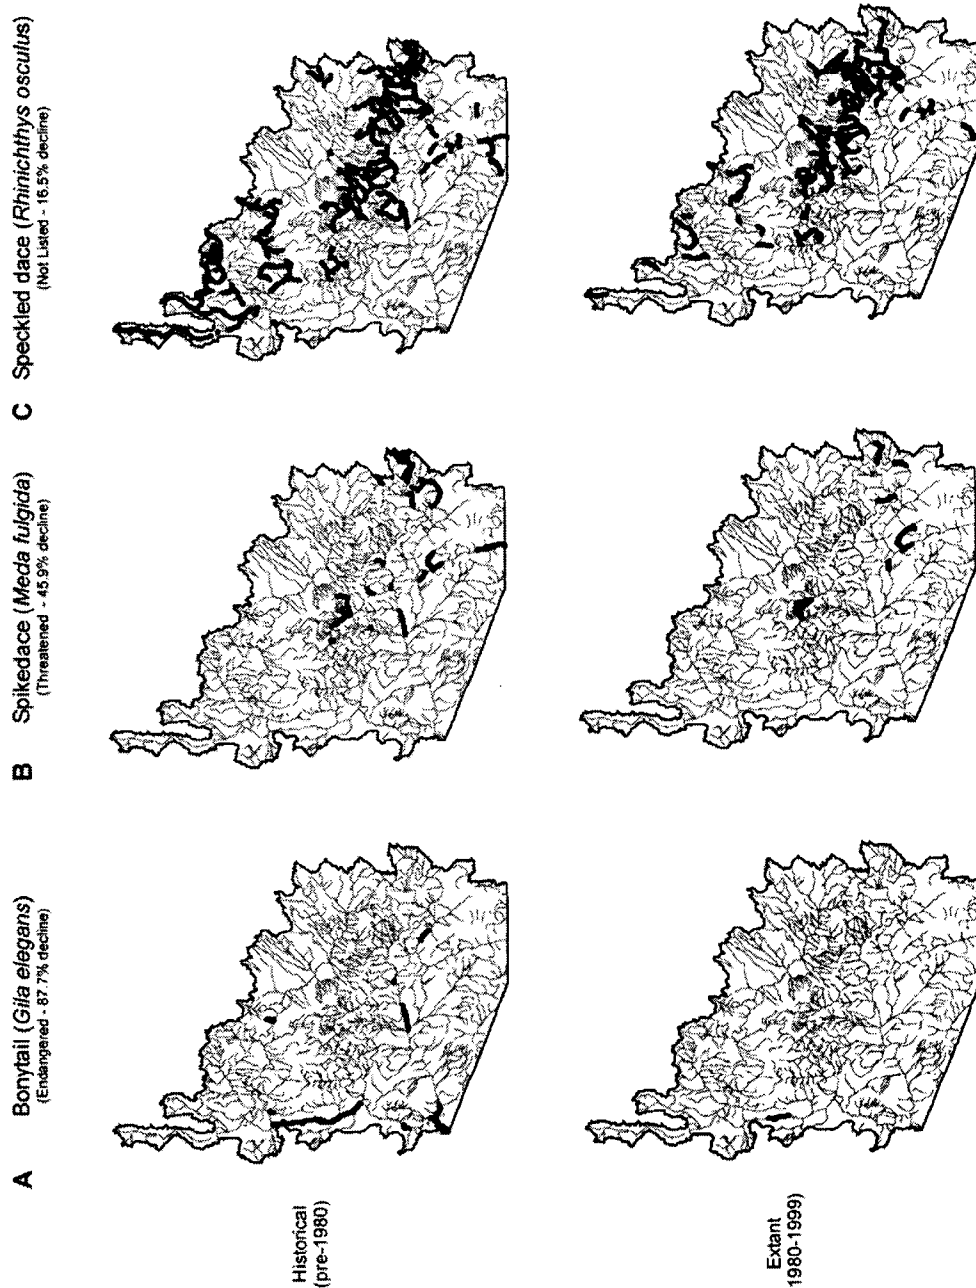 A Bonytail (Gila elegans)
(Endangered - 87.7% decline)
B Spikedace (Meda fulgida)
(Threatened - 45.9% decline)
C Speckled dace (Rhinichthys osculus)
(Not Listed - 16.5% decline)
Historical
(pre-1980)
Extant
1980-1999)